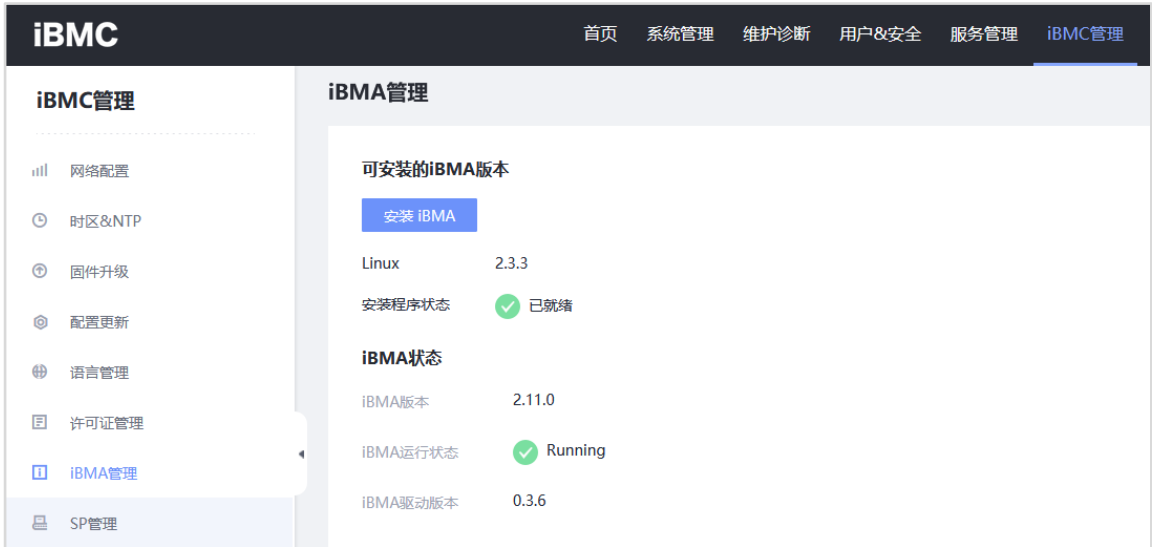 iBMC
首页 系统管理 维护诊断 用户&安全 服务管理 iBMC管理
iBMC管理
网络配置
时区&NTP
固件升级
配置更新
语言管理
许可证管理
iBMA管理
SP管理
iBMA管理
可安装的iBMA版本
安装 iBMA
Linux 2.3.3
安装程序状态 已就绪
iBMA状态
iBMA版本 2.11.0
iBMA运行状态 Running
iBMA驱动版本 0.3.6